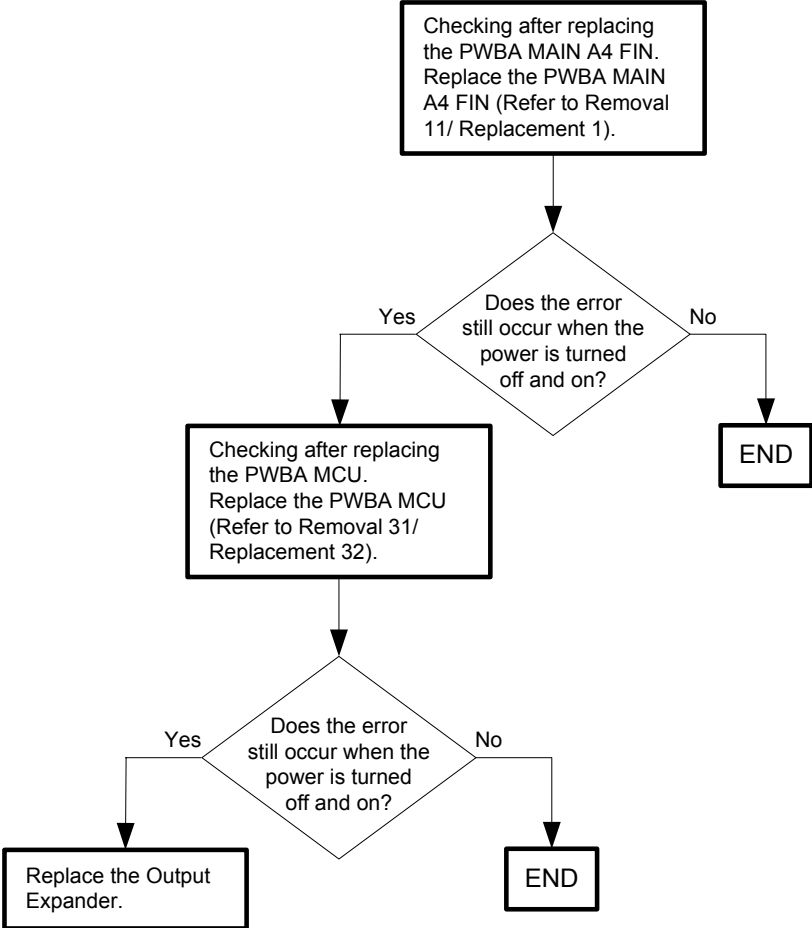 Checking after replacing
the PWBA MAIN A4 FIN.
Replace the PWBA MAIN
A4 FIN (Refer to Removal
11/ Replacement 1).
Does the error
still occur when the
power is turned
off and on?
Yes
No
END
Checking after replacing
the PWBA MCU.
Replace the PWBA MCU
(Refer to Removal 31/
Replacement 32).
Does the error
still occur when the
power is turned
off and on?
Yes
No
Replace the Output
Expander.
END